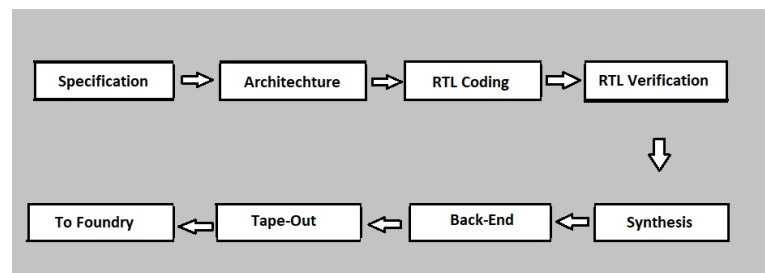 Specification
Architechture
RTL Coding
RTL Verification
Synthesis
Back-End
Tape-Out
To Foundry